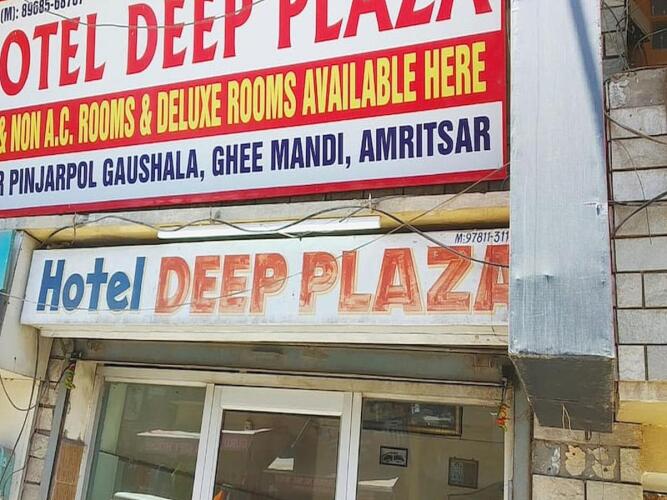 (M): 89685-68787
OTEL DEEP PLAZA
& NON A.C. ROOMS & DELUXE ROOMS AVAILABLE HERE
R PINJARPOL GAUSHALA, GHEE MANDI, AMRITSAR
M:97811-311
Hotel DEEP PLAZA